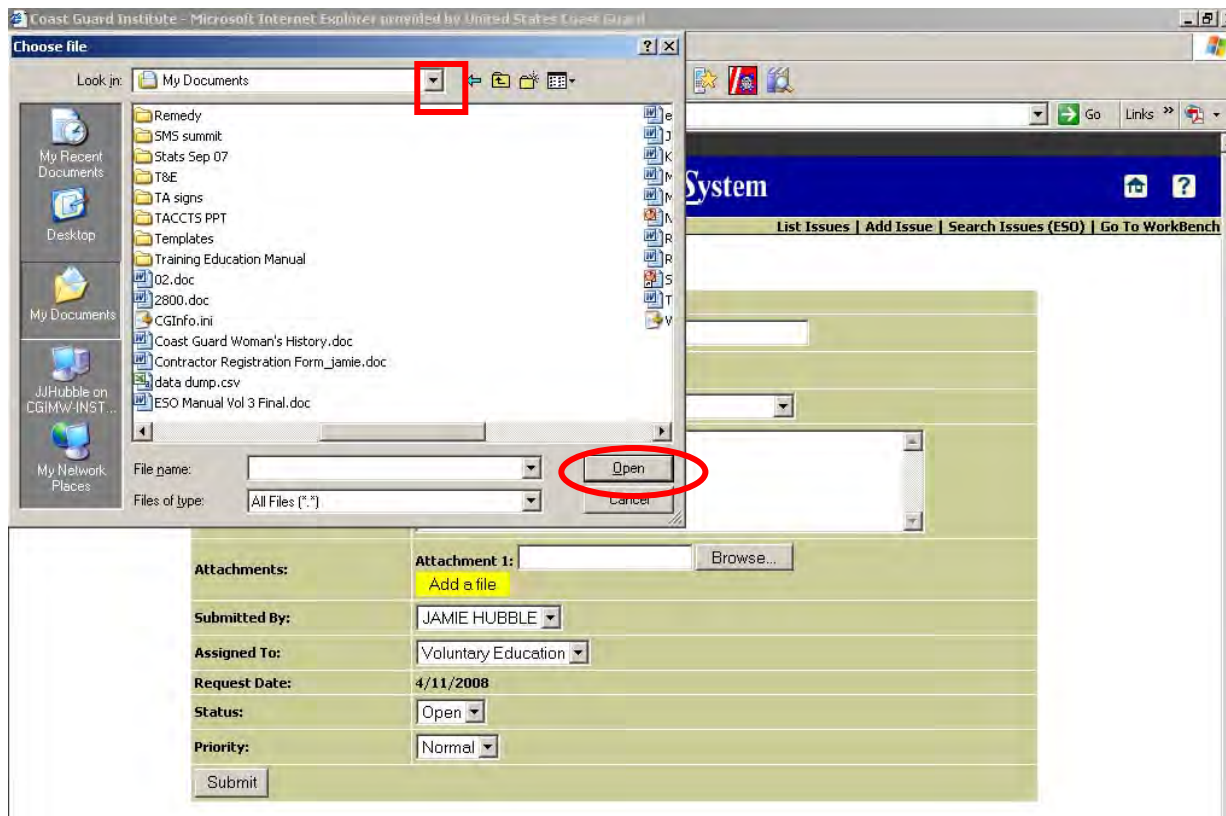 Coast Guard Institute - Microsoft Internet Explorer provided by United States Coast Guard
Choose file
Look in: My Documents
My Recent Documents
Desktop
My Documents
JJHubble on CGIMW-INST...
My Network Places
Remedy
SMS summit
Stats Sep 07
T&E
TA signs
TACCTS PPT
Templates
Training Education Manual
02.doc
2800.doc
CGInfo.ini
Coast Guard Woman's History.doc
Contractor Registration Form_jamie.doc
data dump.csv
ESO Manual Vol 3 Final.doc
e
J
K
M
M
N
R
R
S
T
V
File name:
Open
Files of type: All Files (*.*)
Cancel
Go Links »
System
List Issues | Add Issue | Search Issues (ESO) | Go To WorkBench
Attachments: Attachment 1: Browse...
Add a file
Submitted By: JAMIE HUBBLE
Assigned To: Voluntary Education
Request Date: 4/11/2008
Status: Open
Priority: Normal
Submit